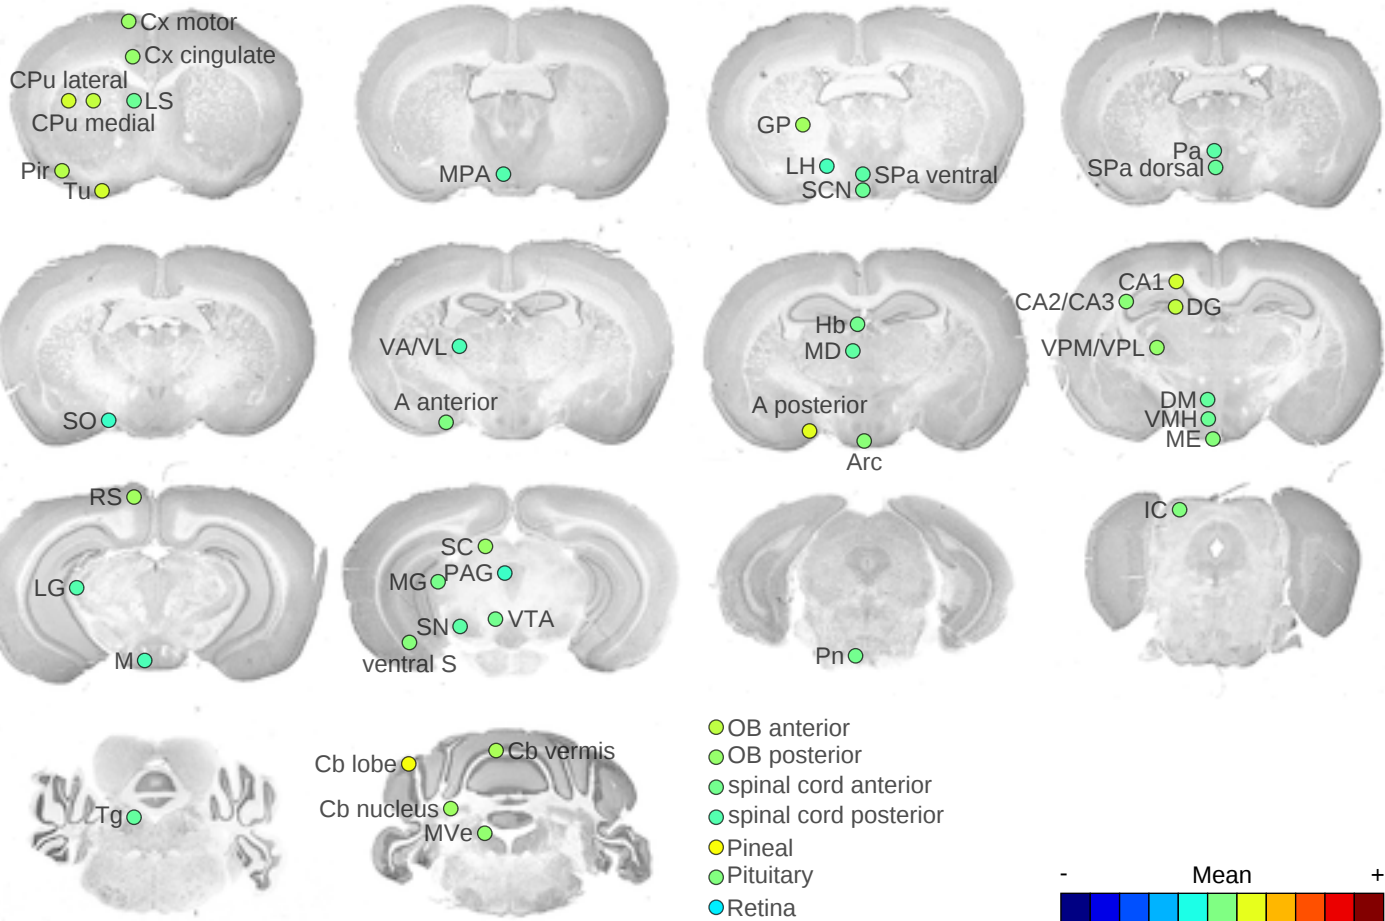 Cx motor
Cx cingulate
CPu lateral
LS
CPu medial
Pir
Tu
MPA
GP
LH
SPa ventral
SCN
Pa
SPa dorsal
SO
VA/VL
A anterior
Hb
MD
A posterior
Arc
CA1
CA2/CA3
DG
VPM/VPL
DM
VMH
ME
RS
LG
M
SC
MG
PAG
SN
VTA
ventral S
Pn
IC
Tg
Cb lobe
Cb vermis
Cb nucleus
MVe
OB anterior
OB posterior
spinal cord anterior
spinal cord posterior
Pineal
Pituitary
Retina
- Mean +